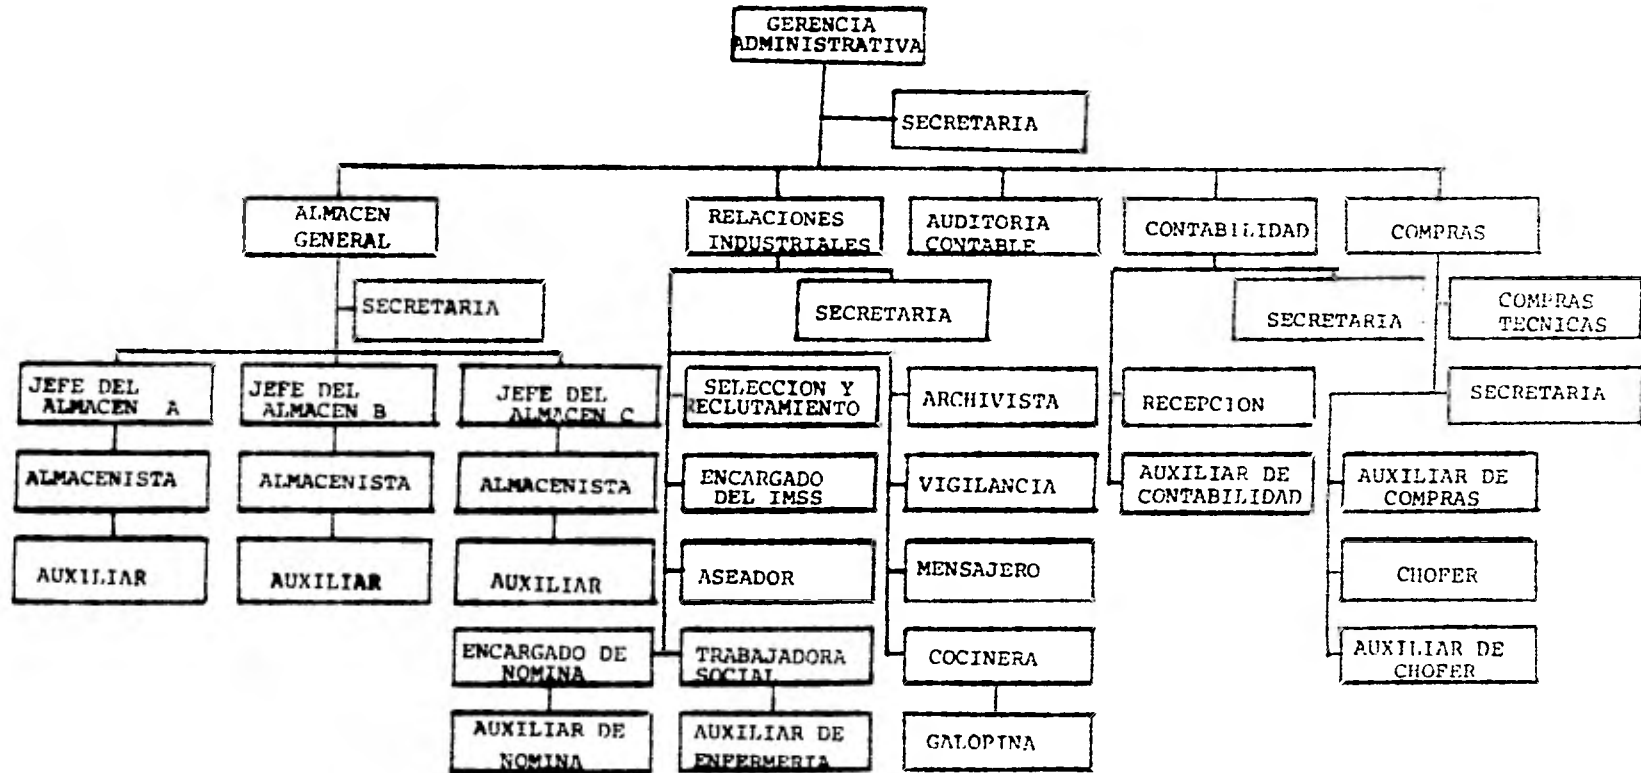 GERENCIA
ADMINISTRATIVA
SECRETARIA
ALMACEN
GENERAL
RELACIONES
INDUSTRIALES
AUDITORIA
CONTABLE
CONTABILIDAD
COMPRAS
SECRETARIA
SECRETARIA
SECRETARIA
COMPRAS
TECNICAS
JEFE DEL
ALMACEN A
JEFE DEL
ALMACEN B
JEFE DEL
ALMACEN C
SELECCION Y
RECLUTAMIENTO
ARCHIVISTA
RECEPCION
SECRETARIA
ALMACENISTA
ALMACENISTA
ALMACENISTA
ENCARGADO
DEL IMSS
VIGILANCIA
AUXILIAR DE
CONTABILIDAD
AUXILIAR DE
COMPRAS
AUXILIAR
AUXILIAR
AUXILIAR
ASEADOR
MENSAJERO
CHOFER
ENCARGADO DE
NOMINA
TRABAJADORA
SOCIAL
COCINERA
AUXILIAR DE
CHOFER
AUXILIAR DE
NOMINA
AUXILIAR DE
ENFERMERIA
GALOPINA